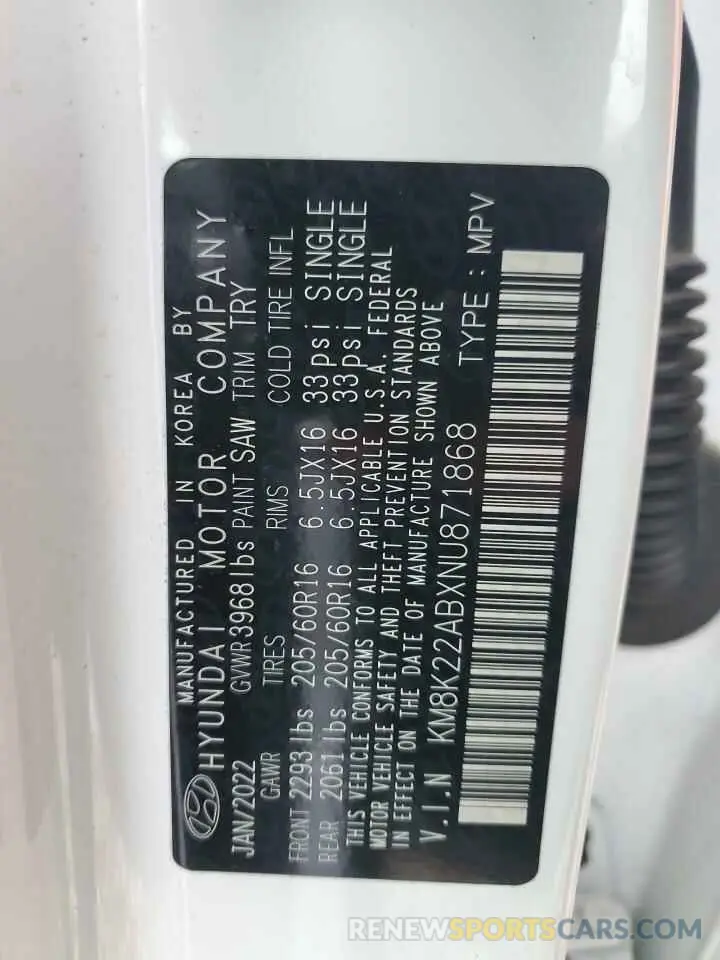 MANUFACTURED IN KOREA BY
HYUNDAI MOTOR COMPANY
JAN/2022 GVWR 3968lbs PAINT SAW TRIM TRY
GAWR TIRES RIMS COLD TIRE INFL
FRONT 2293lbs 205/60R16 6.5JX16 33psi SINGLE
REAR 2061lbs 205/60R16 6.5JX16 33psi SINGLE
THIS VEHICLE CONFORMS TO ALL APPLICABLE U.S.A. FEDERAL
MOTOR VEHICLE SAFETY AND THEFT PREVENTION STANDARDS
IN EFFECT ON THE DATE OF MANUFACTURE SHOWN ABOVE
V.I.N KM8K22ABXNU871868 TYPE : MPV
RENEWSPORTSCARS.COM